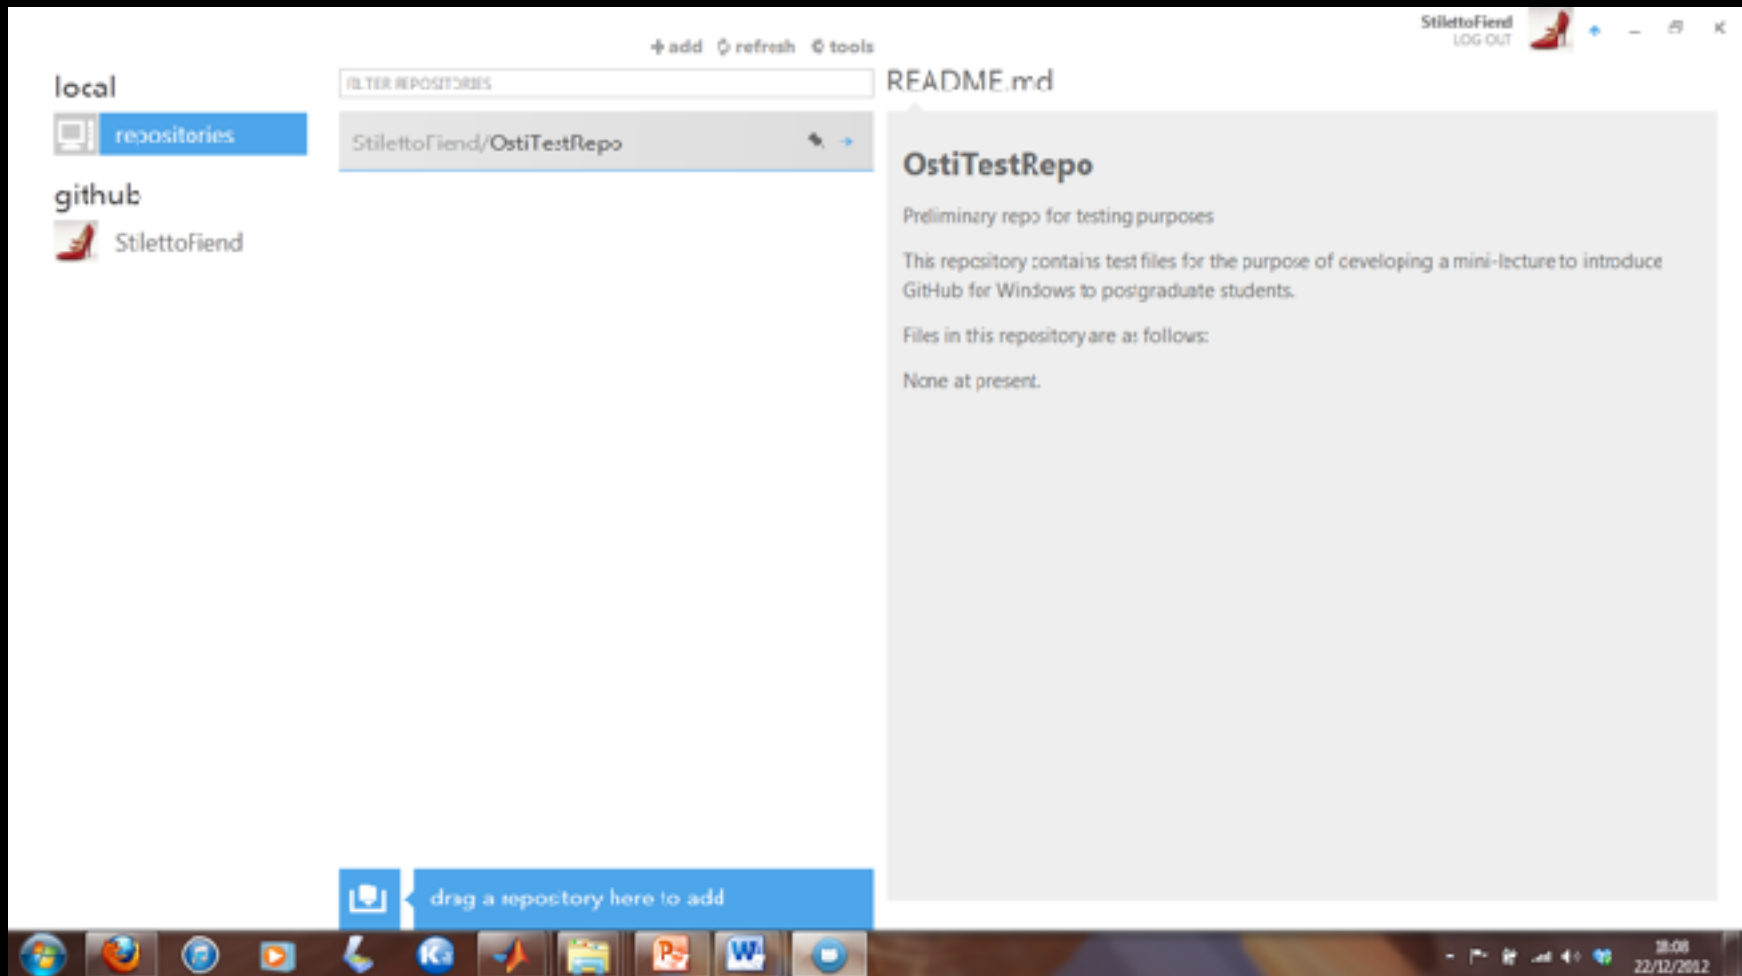 StilettoFiend
LOG OUT
add refresh tools
local
FILTER REPOSITORIES
README.md
repositories
StilettoFiend/OstiTestRepo
OstiTestRepo
github
StilettoFiend
Preliminary repo for testing purposes
This repository contains test files for the purpose of developing a mini-lecture to introduce
GitHub for Windows to postgraduate students.
Files in this repository are as follows:
None at present.
drag a repository here to add
18:08
22/12/2012